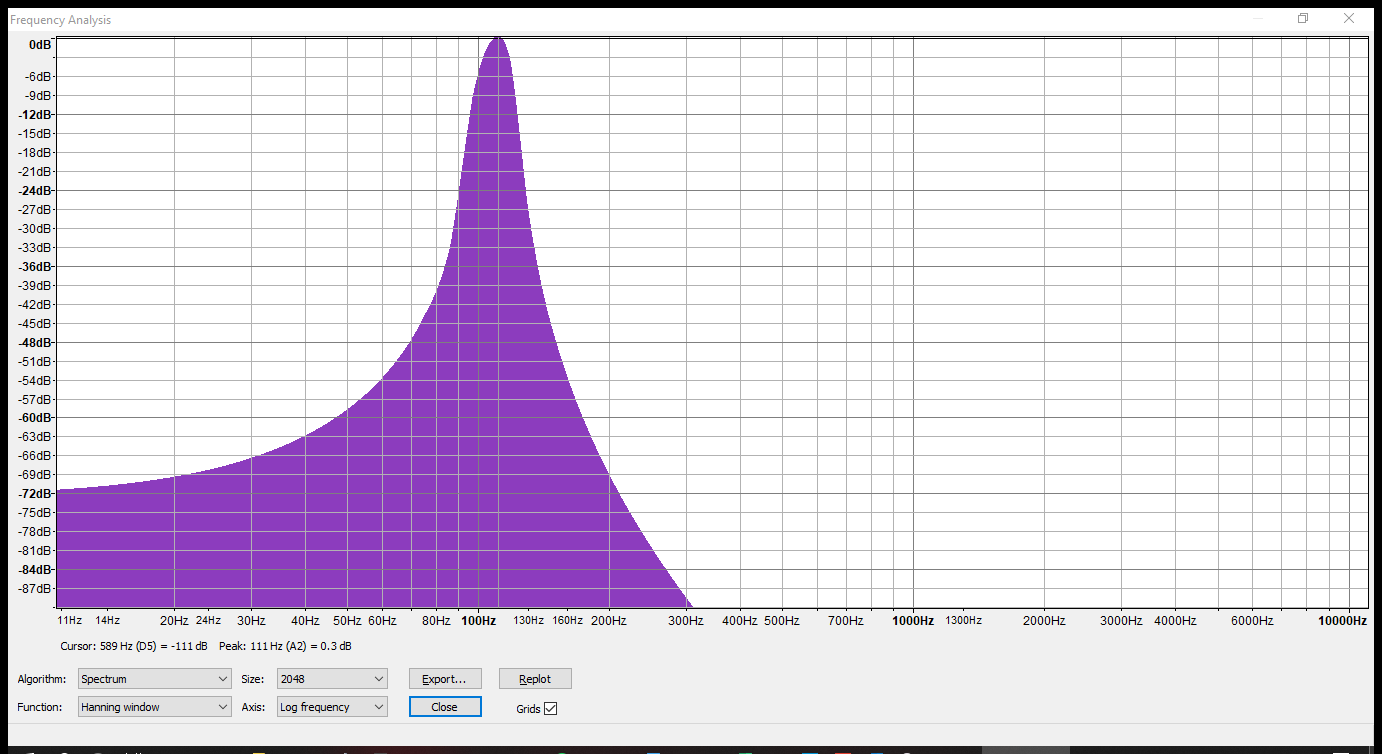 Frequency Analysis
0dB
-6dB
-9dB
-12dB
-15dB
-18dB
-21dB
-24dB
-27dB
-30dB
-33dB
-36dB
-39dB
-42dB
-45dB
-48dB
-51dB
-54dB
-57dB
-60dB
-63dB
-66dB
-69dB
-72dB
-75dB
-78dB
-81dB
-84dB
-87dB
11Hz 14Hz 20Hz 24Hz 30Hz 40Hz 50Hz 60Hz 80Hz 100Hz 130Hz 160Hz 200Hz 300Hz 400Hz 500Hz 700Hz 1000Hz 1300Hz 2000Hz 3000Hz 4000Hz 6000Hz 10000Hz
Cursor: 589 Hz (D5) = -111 dB Peak: 111 Hz (A2) = 0.3 dB
Algorithm: Spectrum Size: 2048 Export... Replot
Function: Hanning window Axis: Log frequency Close Grids